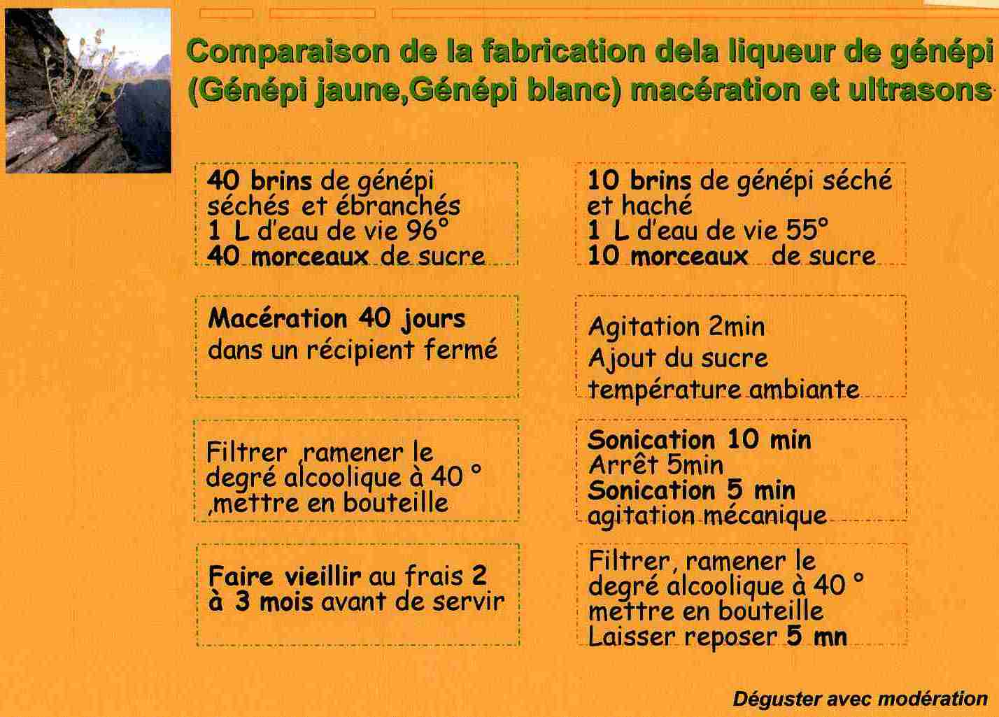 Comparaison de la fabrication dela liqueur de génépi
(Génépi jaune,Génépi blanc) macération et ultrasons
40 brins de génépi
séchés et ébranchés
1 L d'eau de vie 96°
40 morceaux de sucre
Macération 40 jours
dans un récipient fermé
Filtrer ,ramener le
degré alcoolique à 40 °
,mettre en bouteille
Faire vieillir au frais 2
à 3 mois avant de servir
10 brins de génépi séché
et haché
1 L d'eau de vie 55°
10 morceaux de sucre
Agitation 2min
Ajout du sucre
température ambiante
Sonication 10 min
Arrêt 5min
Sonication 5 min
agitation mécanique
Filtrer, ramener le
degré alcoolique à 40 °
mettre en bouteille
Laisser reposer 5 mn
Déguster avec modération